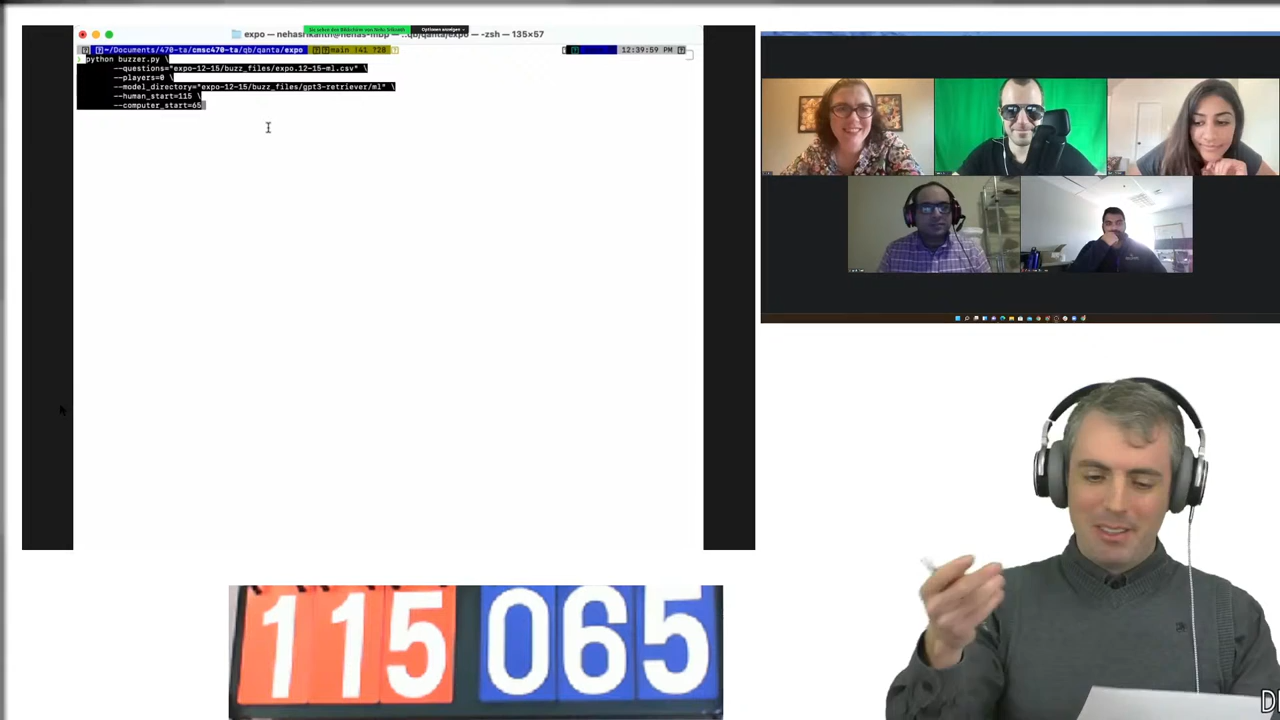 expo — nehasrikanth@nehas-mbp — ..qb/qanta/expo — -zsh — 135×57
~/Documents/470-ta/cmsc470-ta/qb/qanta/expo main !41 ?20 12:39:59 PM
python buzzer.py \
--questions="expo-12-15/buzz_files/expo.12-15-ml.csv" \
--players=0 \
--model_directory="expo-12-15/buzz_files/gpt3-retriever/ml" \
--human_start=115 \
--computer_start=65
115 065